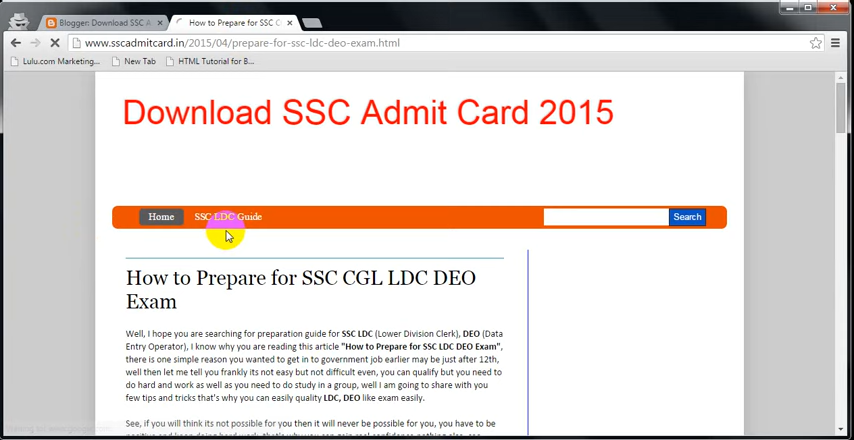 Blogger: Download SSC A
How to Prepare for SSC C
www.sscadmitcard.in/2015/04/prepare-for-ssc-ldc-deo-exam.html
Lulu.com Marketing... New Tab HTML Tutorial for B...
Download SSC Admit Card 2015
Home SSC LDC Guide Search
How to Prepare for SSC CGL LDC DEO
Exam
Well, I hope you are searching for preparation guide for SSC LDC (Lower Division Clerk), DEO (Data
Entry Operator), I know why you are reading this article "How to Prepare for SSC LDC DEO Exam",
there is one simple reason you wanted to get in to government job earlier may be just after 12th,
well then let me tell you frankly its not easy but not difficult even, you can qualify but you need to
do hard and work as well as you need to do study in a group, well I am going to share with you
few tips and tricks that's why you can easily quality LDC, DEO like exam easily.
See, if you will think its not possible for you then it will never be possible for you, you have to be